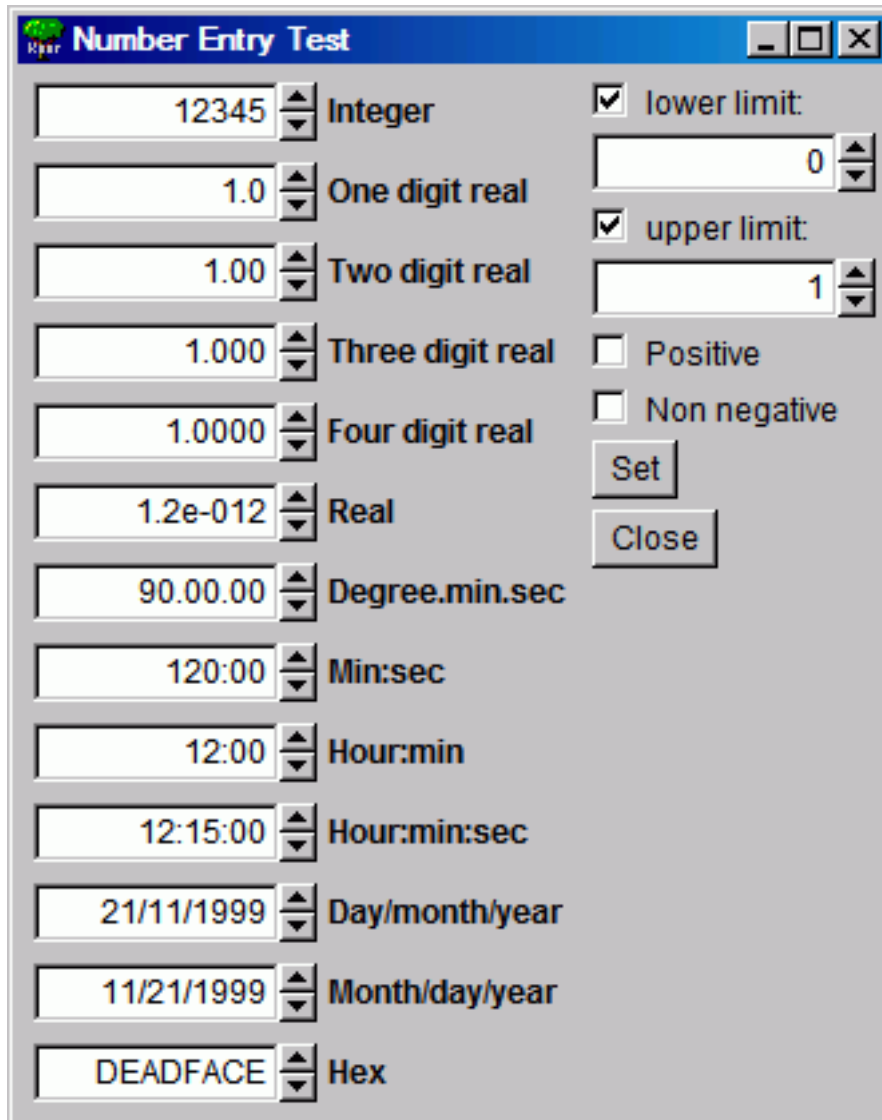 Number Entry Test
12345 Integer
1.0 One digit real
1.00 Two digit real
1.000 Three digit real
1.0000 Four digit real
1.2e-012 Real
90.00.00 Degree.min.sec
120:00 Min:sec
12:00 Hour:min
12:15:00 Hour:min:sec
21/11/1999 Day/month/year
11/21/1999 Month/day/year
DEADFACE Hex
lower limit:
0
upper limit:
1
Positive
Non negative
Set
Close